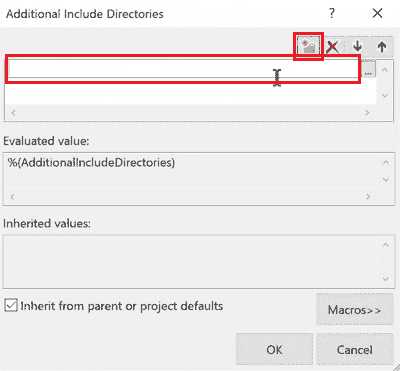 Additional Include Directories
...
Evaluated value:
%(AdditionalIncludeDirectories)
Inherited values:
Inherit from parent or project defaults
Macros>>
OK Cancel